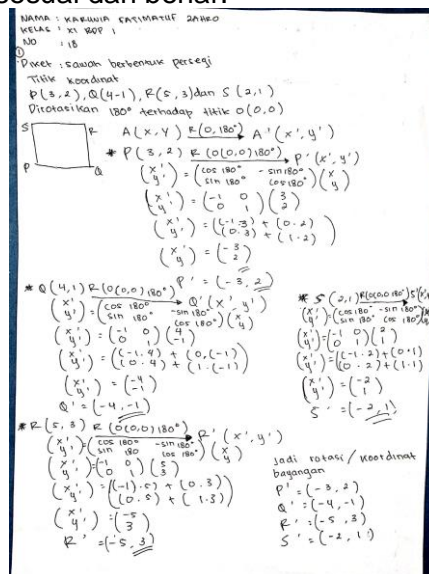 sesuai dan benar.
NAMA : KARUNIA FATIMATUF ZAHRO
KELAS : XI BDP 1
NO : 18
①
Diket : sawah berbentuk persegi
Titik koordinat
P(3,2), Q(4-1), R(5,3) dan S(2,1)
Dirotasikan 180° terhadap titik O(0,0)
S R
P Q
A(x,y) R(0,180°) → A'(x',y')
* P(3,2) R(O(0,0)180°) → P'(x',y')
(x' y') = (cos 180° -sin 180° sin 180° cos 180°)(x y)
(x' y') = (-1 0 0 1)(3 2)
(x' y') = ((-1.3) + (0.2) (0.3) + (1.2))
(x' y') = (-3 2)
P' = (-3,2)
* Q(4,1) R(O(0,0)180°) → Q'(x',y')
(x' y') = (cos 180° -sin 180° sin 180° cos 180°)(x y)
(x' y') = (-1 0 0 1)(4 -1)
(x' y') = ((-1.4) + (0,(-1) (0.4) + (1.(-1))
(x' y') = (-4 -1)
Q' = (-4,-1)
* R(5,3) R(O(0,0)180°) → R'(x',y')
(x' y') = (cos 180° -sin 180° sin 180 cos 180°)(x y)
(x' y') = (-1 0 0 1)(5 3)
(x' y') = ((-1).5) + (0.3) (0.5) + (1.3))
(x' y') = (-5 3)
R' = (-5,3)
* S(2,1) R(O(0,0)180°) S'
(x' y') = (cos 180 -sin 180° sin 180 cos 180°)
(x' y') = (-1 0 0 1)(2 1)
(x' y') = ((-1.2) + (0.1) (0.2) + (1.1)
(x' y') = (-2 1)
S' = (-2,1)
Jadi rotasi/koordinat
bayangan
P' = (-3,2)
Q' = (-4,-1)
R' = (-5,3)
S' = (-2,1)